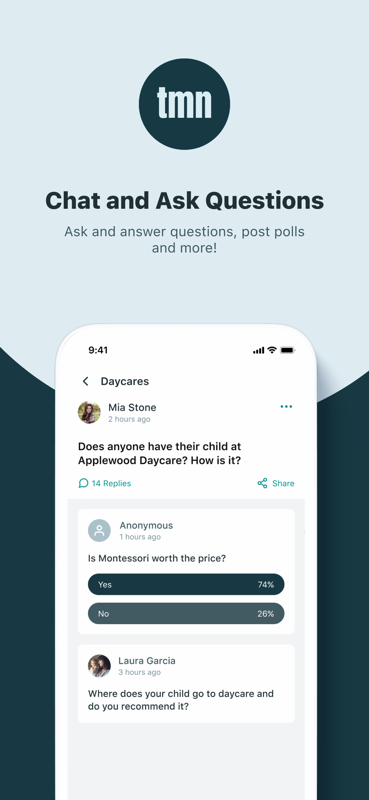 tmn
Chat and Ask Questions
Ask and answer questions, post polls
and more!
9:41
Daycares
Mia Stone
2 hours ago
Does anyone have their child at
Applewood Daycare? How is it?
14 Replies
Share
Anonymous
1 hours ago
Is Montessori worth the price?
Yes 74%
No 26%
Laura Garcia
3 hours ago
Where does your child go to daycare and
do you recommend it?